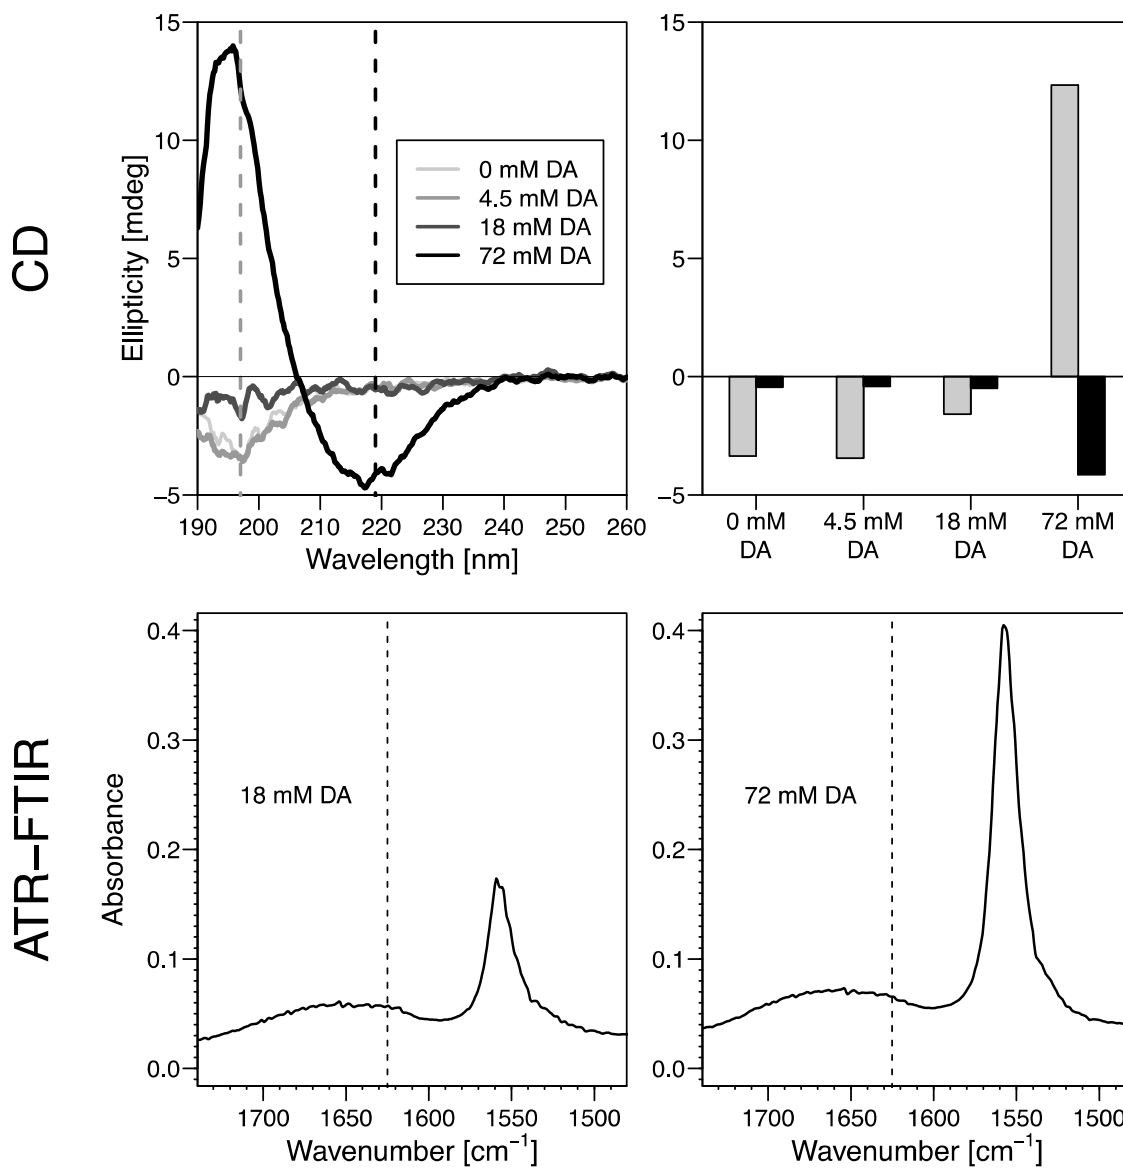 CD
Ellipticity [mdeg]
15
10
5
0
−5
0 mM DA
4.5 mM DA
18 mM DA
72 mM DA
190 200 210 220 230 240 250 260
Wavelength [nm]
15
10
5
0
−5
0 mM DA
4.5 mM DA
18 mM DA
72 mM DA
ATR−FTIR
Absorbance
0.4
0.3
0.2
0.1
0.0
18 mM DA
1700 1650 1600 1550 1500
Wavenumber [cm⁻¹]
0.4
0.3
0.2
0.1
0.0
72 mM DA
1700 1650 1600 1550 1500
Wavenumber [cm⁻¹]